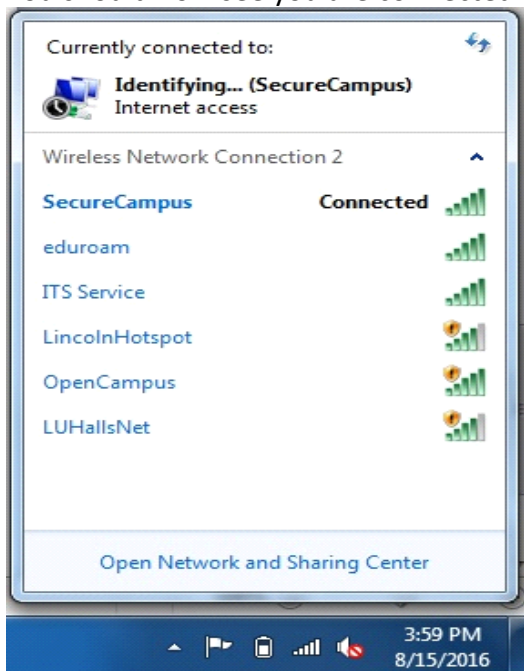 Currently connected to:
Identifying... (SecureCampus)
Internet access
Wireless Network Connection 2
SecureCampus Connected
eduroam
ITS Service
LincolnHotspot
OpenCampus
LUHallsNet
Open Network and Sharing Center
3:59 PM
8/15/2016